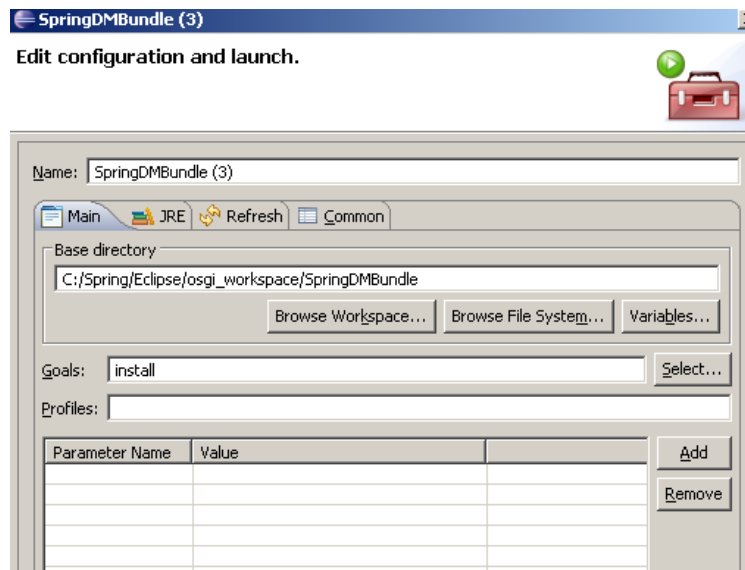 SpringDMBundle (3)
Edit configuration and launch.
Name: SpringDMBundle (3)
Main JRE Refresh Common
Base directory
C:/Spring/Eclipse/osgi_workspace/SpringDMBundle
Browse Workspace... Browse File System... Variables...
Goals: install Select...
Profiles:
Parameter Name Value Add
Remove